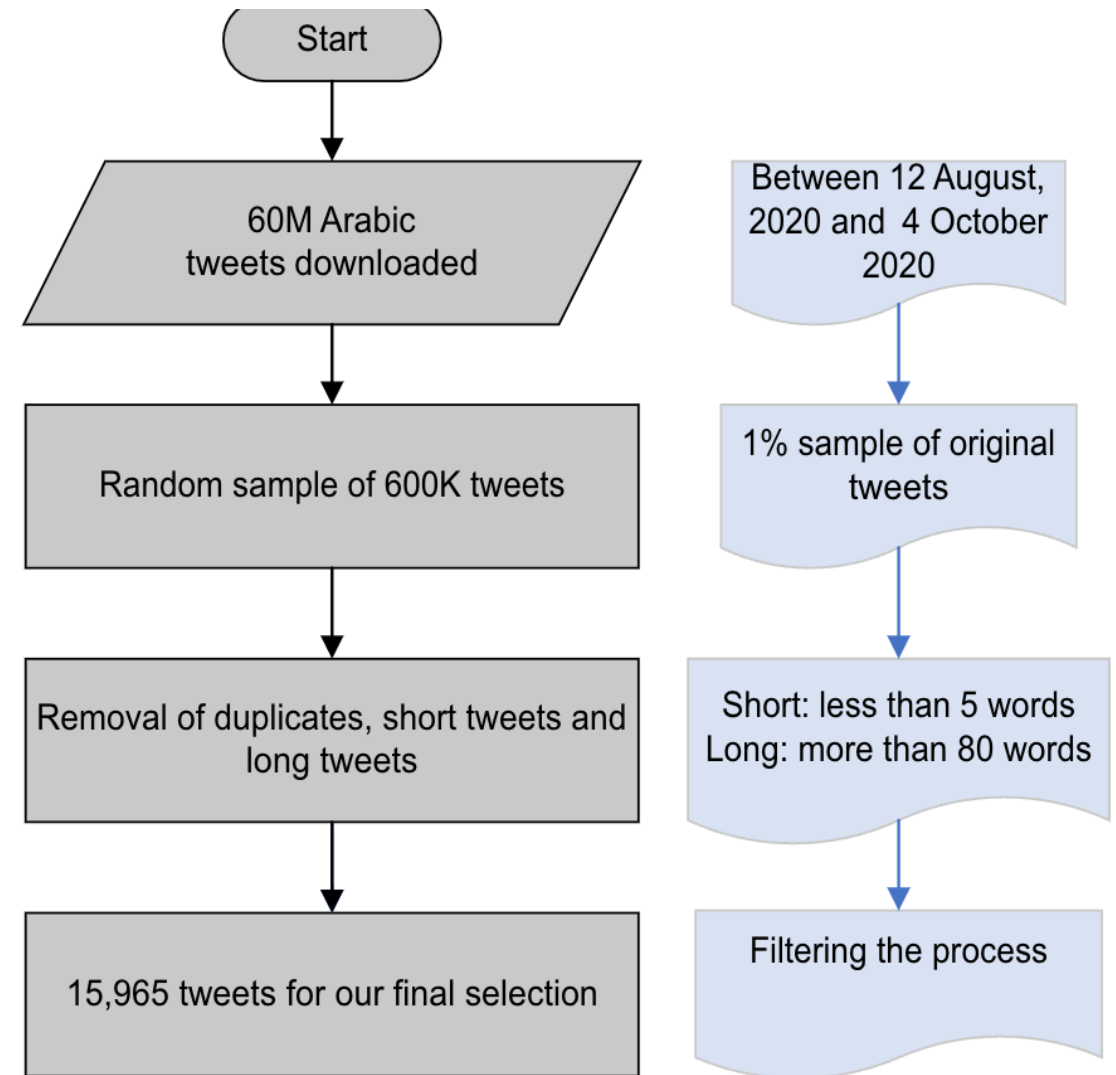 Start
60M Arabic
tweets downloaded
Between 12 August,
2020 and 4 October
2020
Random sample of 600K tweets
1% sample of original
tweets
Removal of duplicates, short tweets and
long tweets
Short: less than 5 words
Long: more than 80 words
15,965 tweets for our final selection
Filtering the process